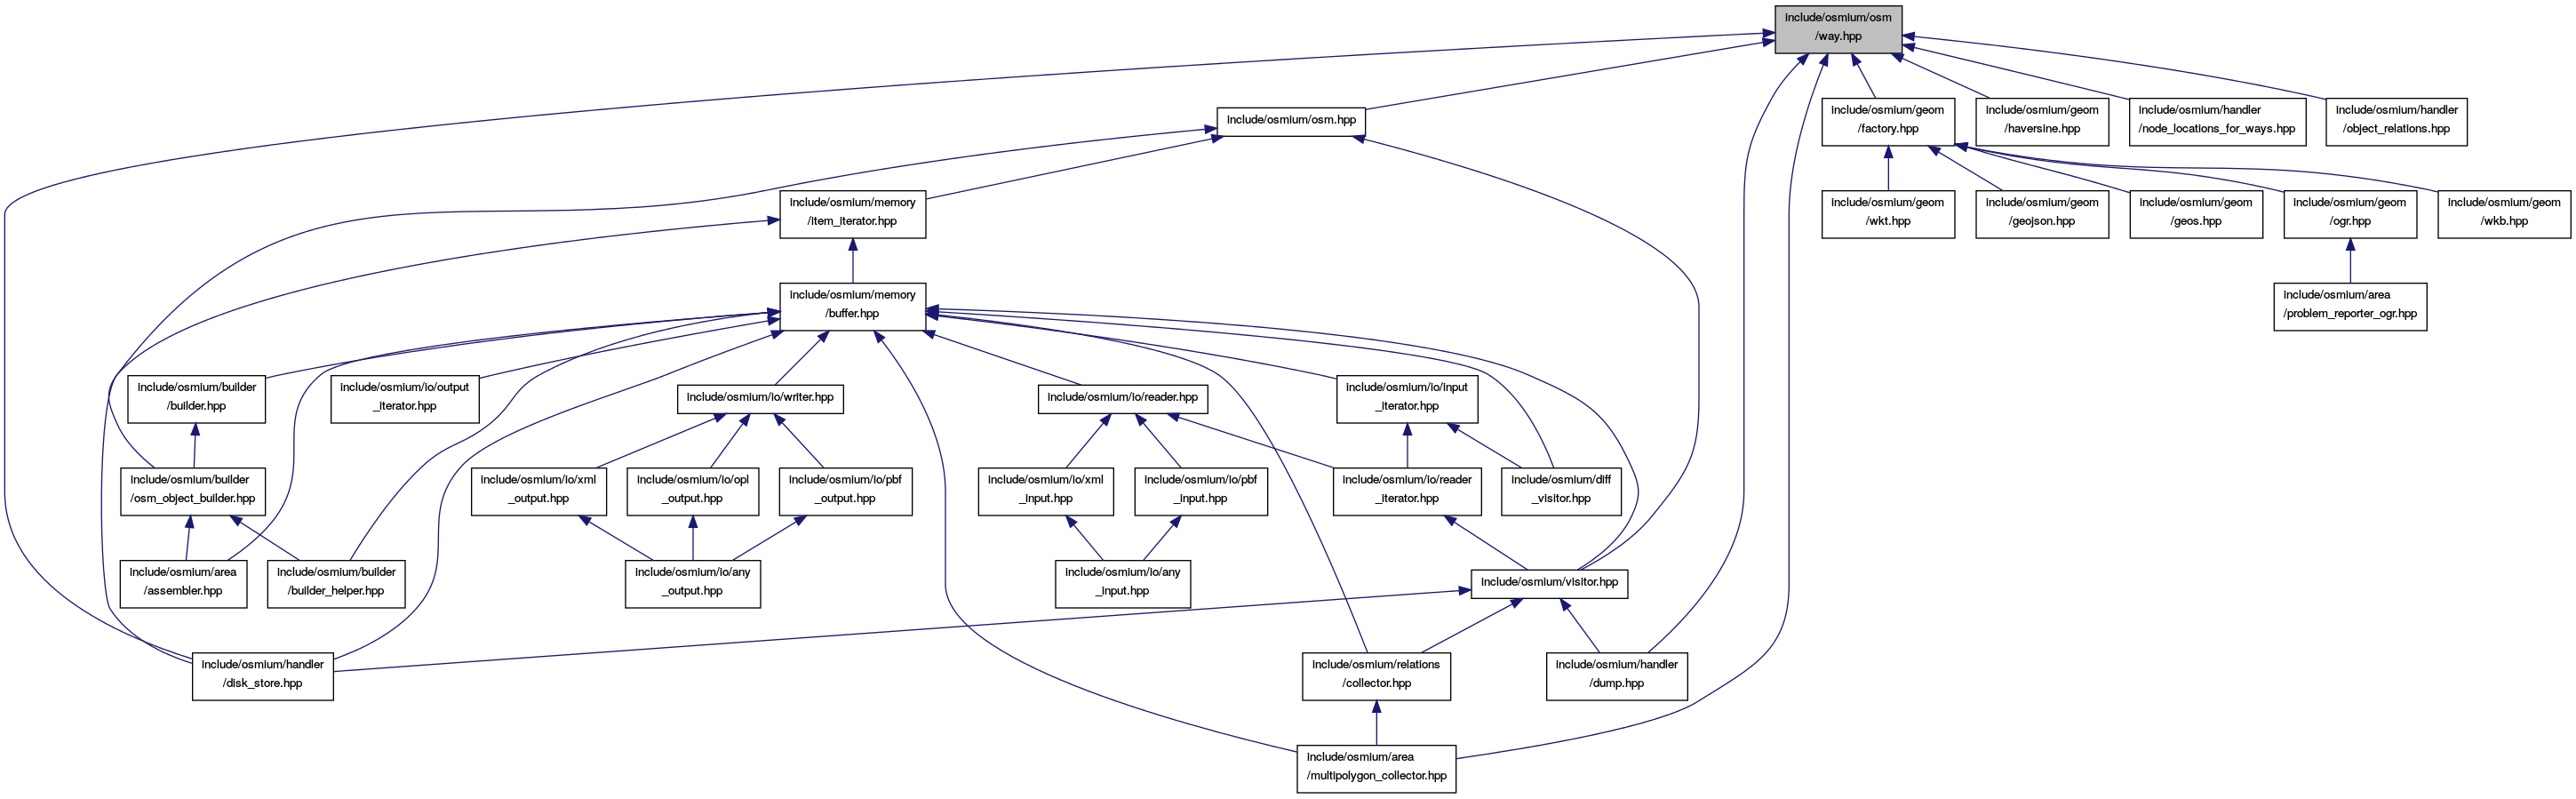 include/osmium/osm
/way.hpp
include/osmium/osm.hpp
include/osmium/geom
/factory.hpp
include/osmium/geom
/haversine.hpp
include/osmium/handler
/node_locations_for_ways.hpp
include/osmium/handler
/object_relations.hpp
include/osmium/memory
/item_iterator.hpp
include/osmium/geom
/wkt.hpp
include/osmium/geom
/geojson.hpp
include/osmium/geom
/geos.hpp
include/osmium/geom
/ogr.hpp
include/osmium/geom
/wkb.hpp
include/osmium/memory
/buffer.hpp
include/osmium/area
/problem_reporter_ogr.hpp
include/osmium/builder
/builder.hpp
include/osmium/io/output
_iterator.hpp
include/osmium/io/writer.hpp
include/osmium/io/reader.hpp
include/osmium/io/input
_iterator.hpp
include/osmium/builder
/osm_object_builder.hpp
include/osmium/io/xml
_output.hpp
include/osmium/io/opl
_output.hpp
include/osmium/io/pbf
_output.hpp
include/osmium/io/xml
_input.hpp
include/osmium/io/pbf
_input.hpp
include/osmium/io/reader
_iterator.hpp
include/osmium/diff
_visitor.hpp
include/osmium/area
/assembler.hpp
include/osmium/builder
/builder_helper.hpp
include/osmium/io/any
_output.hpp
include/osmium/io/any
_input.hpp
include/osmium/visitor.hpp
include/osmium/handler
/disk_store.hpp
include/osmium/relations
/collector.hpp
include/osmium/handler
/dump.hpp
include/osmium/area
/multipolygon_collector.hpp